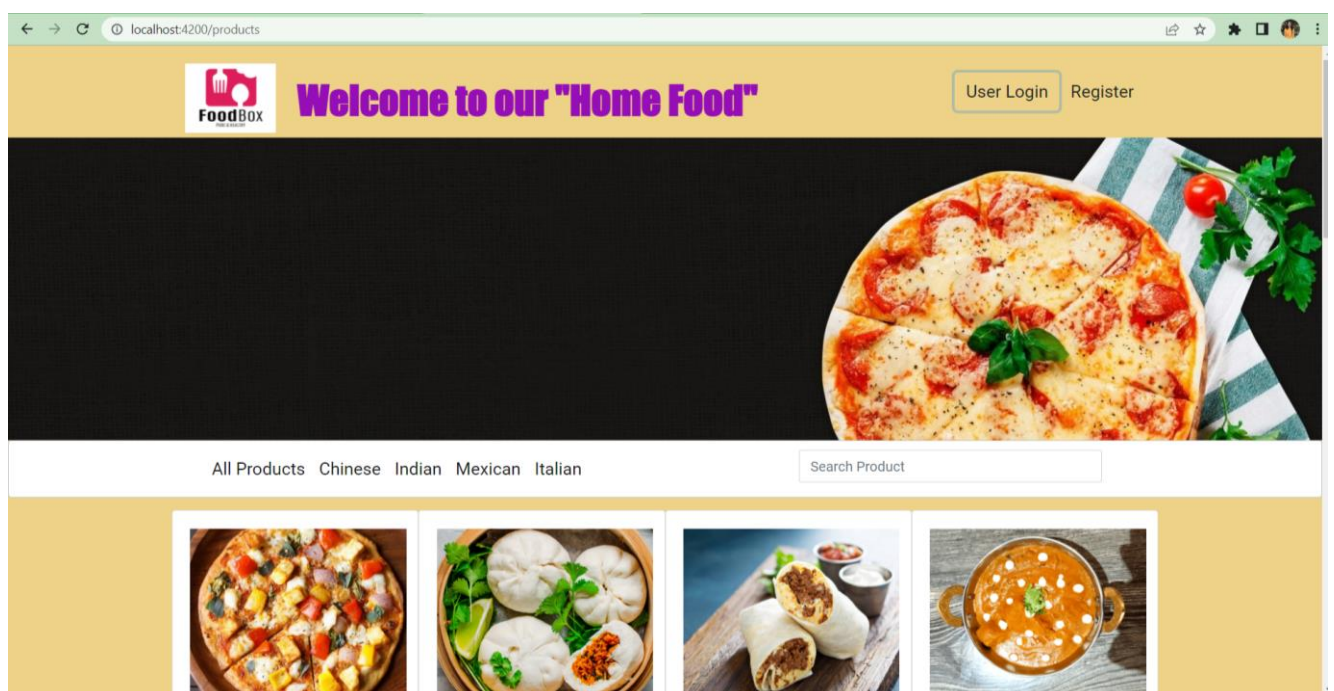 localhost:4200/products
FoodBox
Welcome to our "Home Food"
User Login Register
All Products Chinese Indian Mexican Italian
Search Product